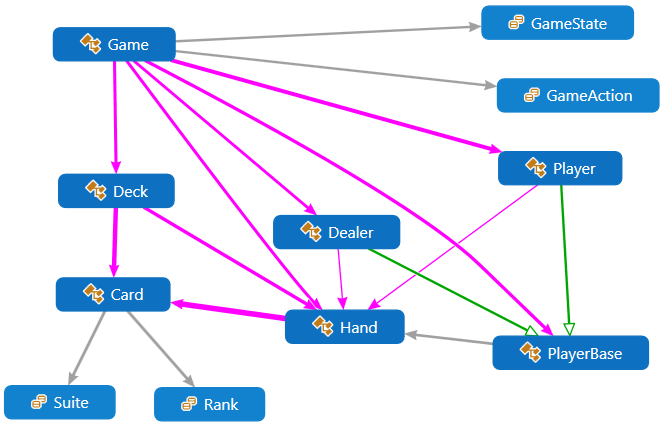 GameState
Game
GameAction
Player
Deck
Dealer
Card
Hand
PlayerBase
Suite
Rank